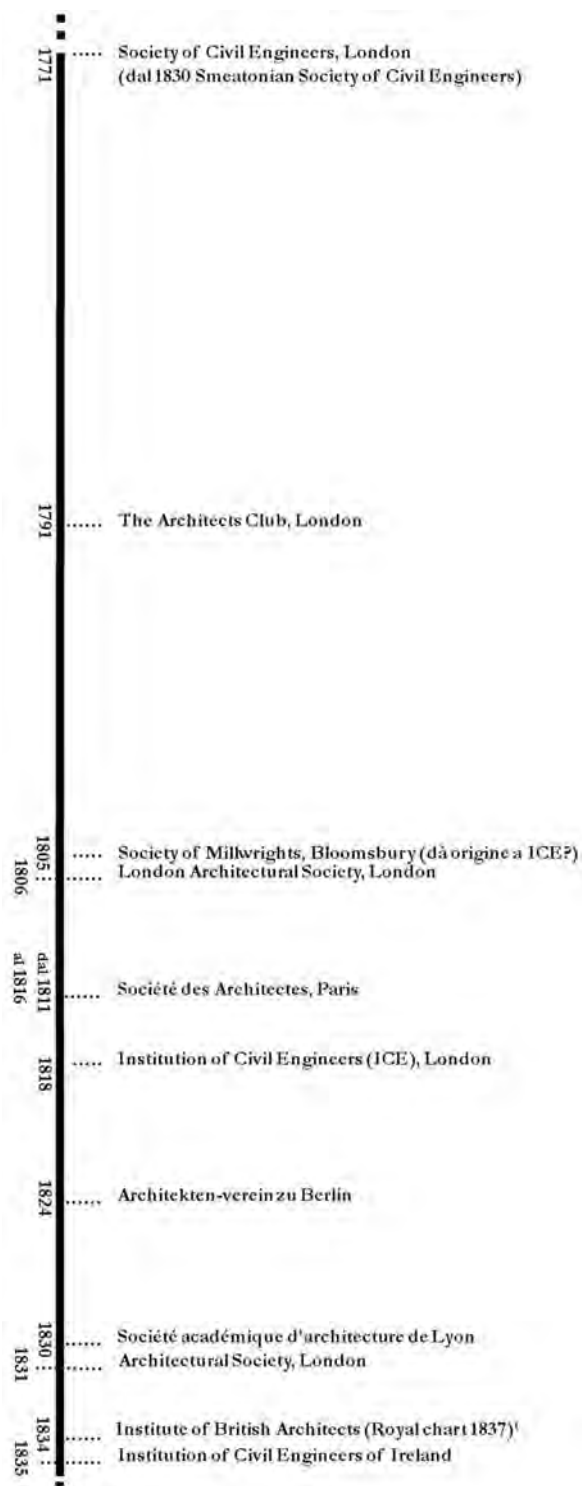 1771
Society of Civil Engineers, London
(dal 1830 Smeatonian Society of Civil Engineers)
1791
The Architects Club, London
1805
Society of Millwrights, Bloomsbury (dà origine a ICE?)
1806
London Architectural Society, London
dal 1811
al 1816
Société des Architectes, Paris
1818
Institution of Civil Engineers (ICE), London
1824
Architekten-verein zu Berlin
1830
Société académique d'architecture de Lyon
1831
Architectural Society, London
1834
Institute of British Architects (Royal chart 1837)¹
1835
Institution of Civil Engineers of Ireland